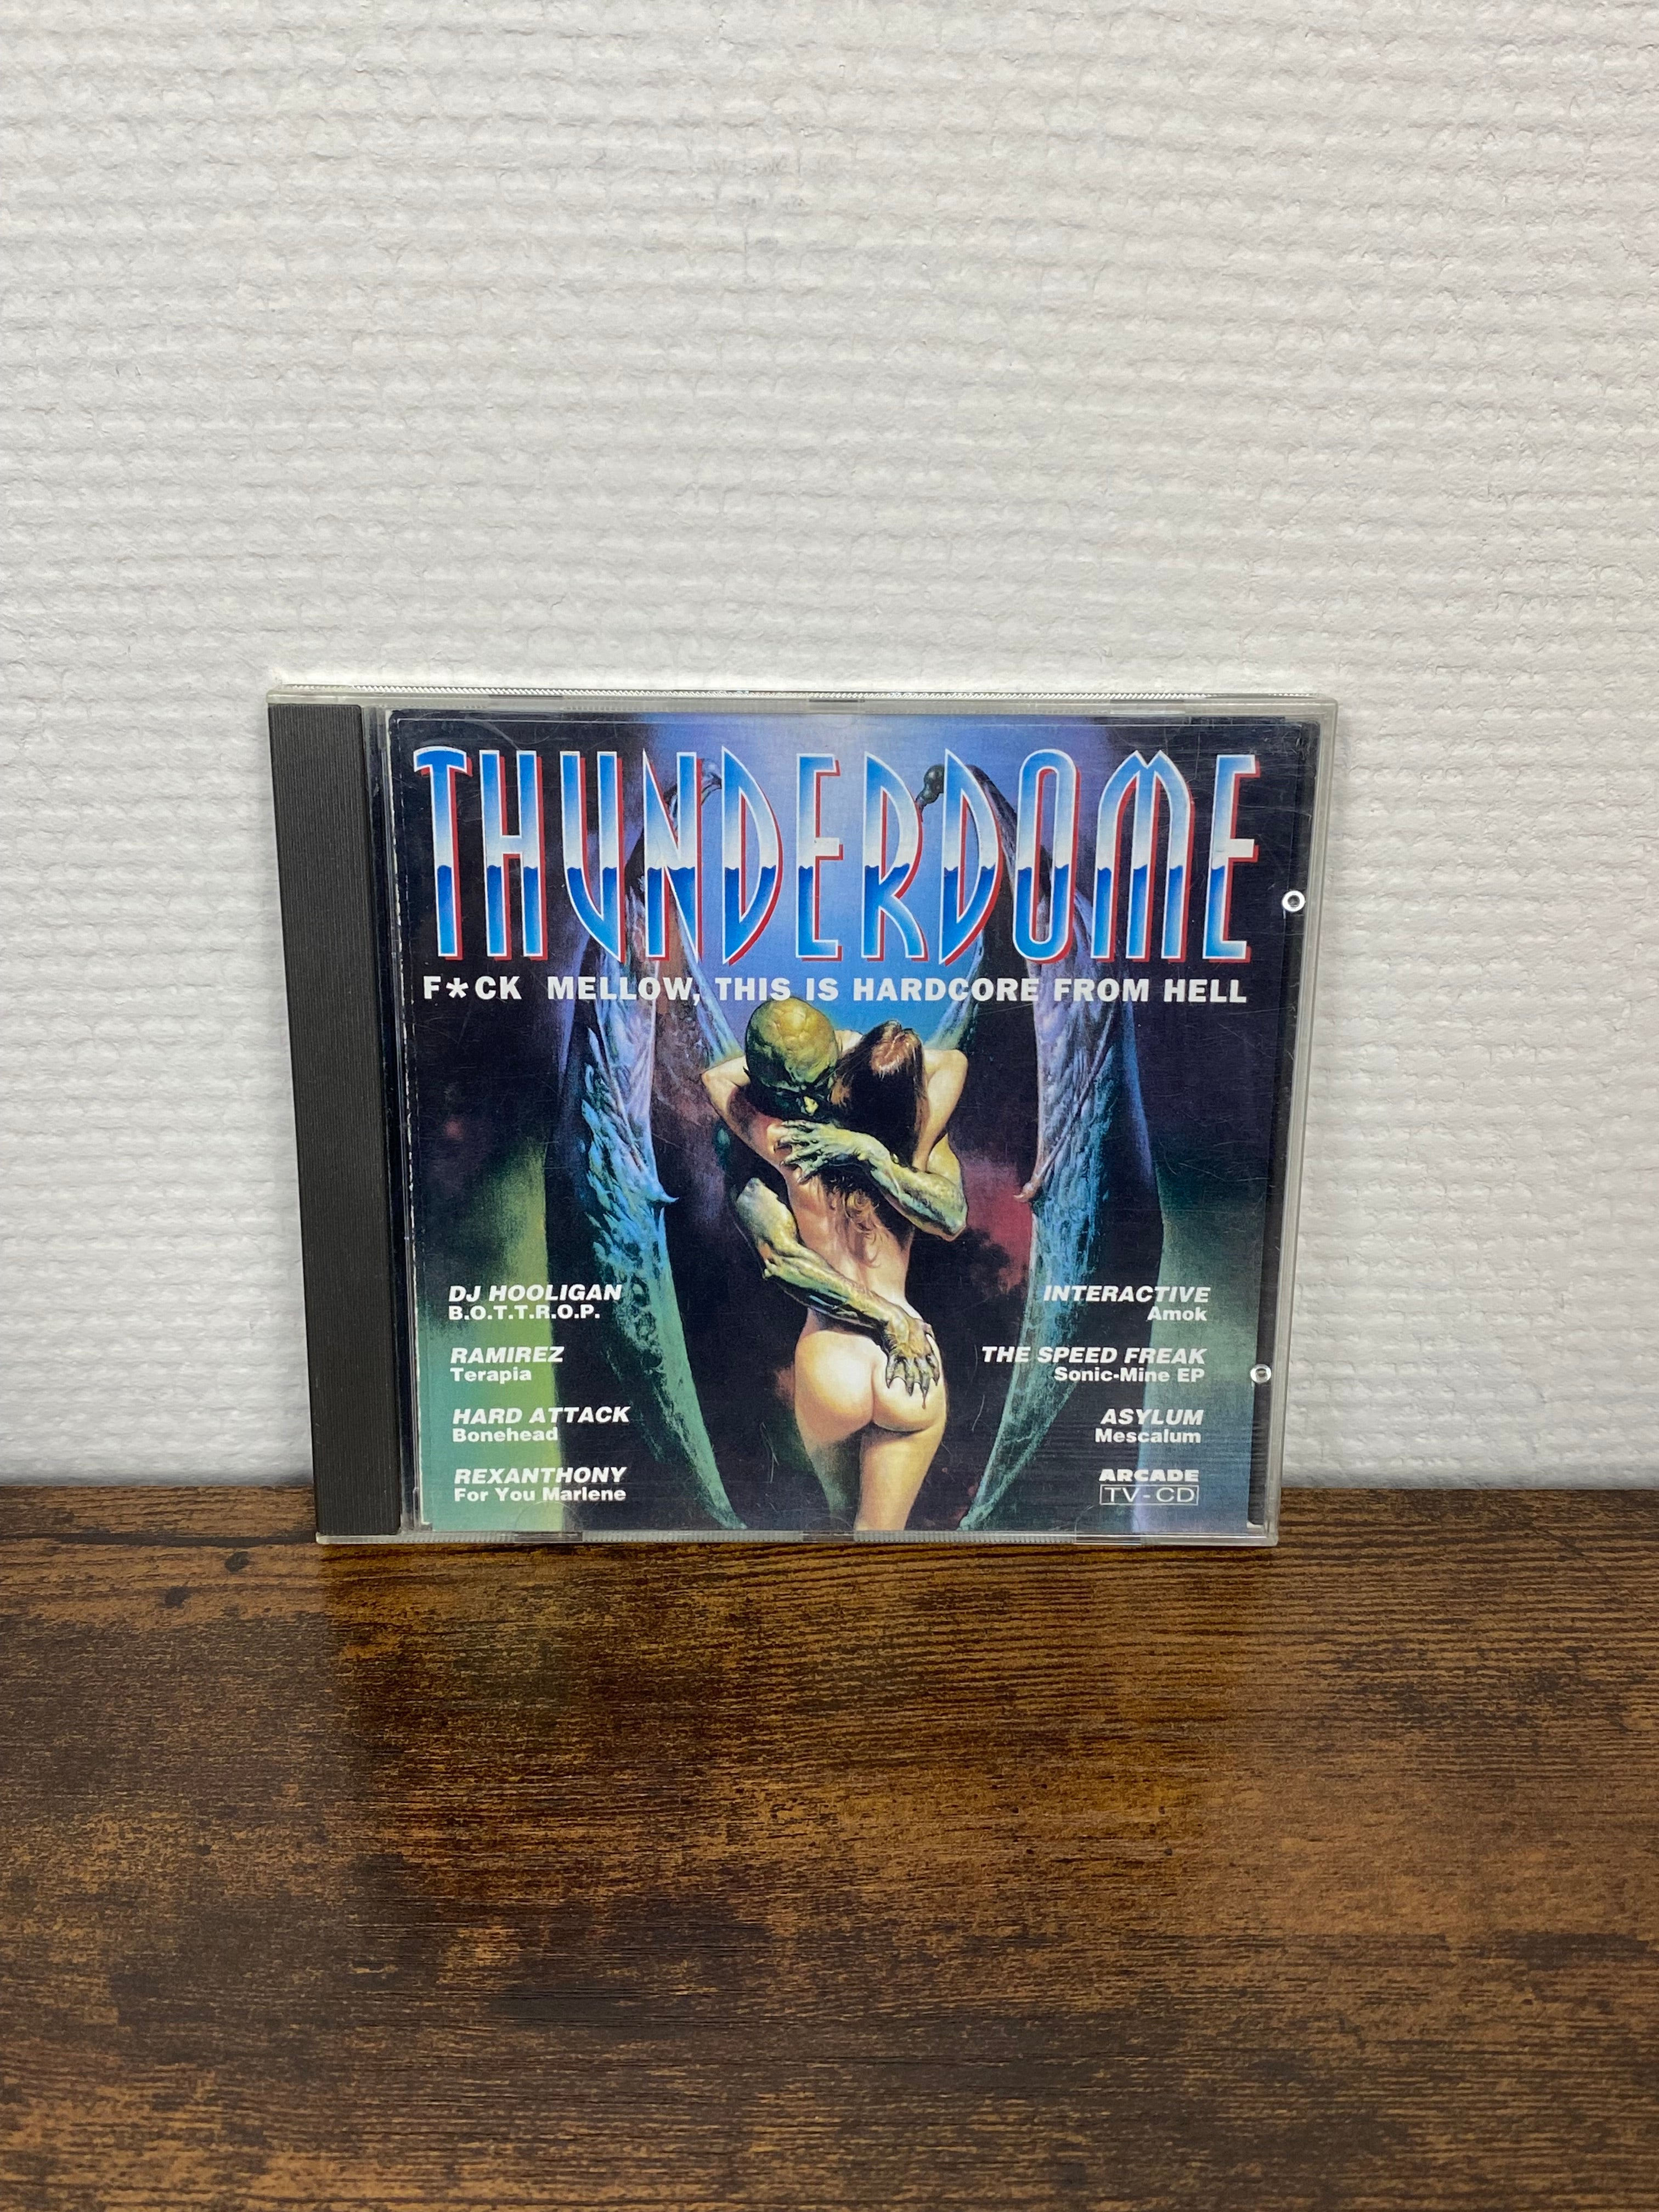 THUNDERDOME
F*CK MELLOW, THIS IS HARDCORE FROM HELL
DJ HOOLIGAN
B.O.T.T.R.O.P.
RAMIREZ
Terapia
HARD ATTACK
Bonehead
REXANTHONY
For You Marlene
INTERACTIVE
Amok
THE SPEED FREAK
Sonic-Mine EP
ASYLUM
Mescalum
ARCADE
TV-CD